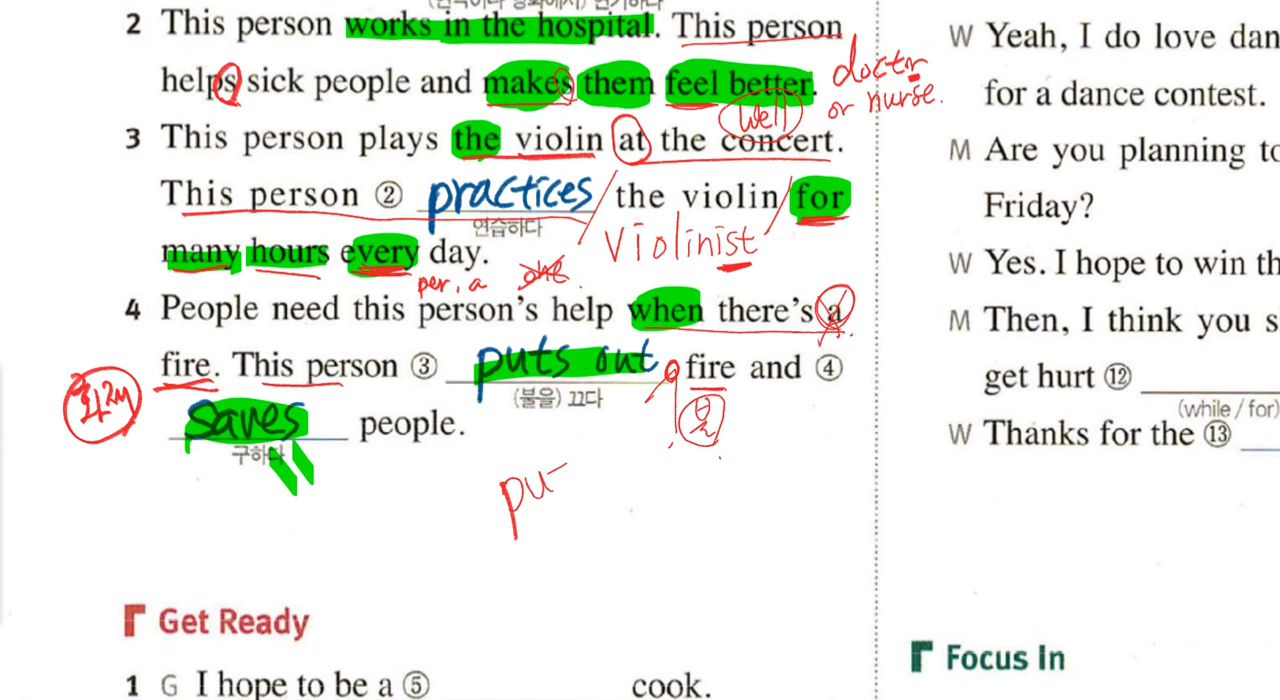 2 This person works in the hospital. This person
helps sick people and makes them feel better. doctor
or nurse.
well
3 This person plays the violin at the concert.
This person ② practices the violin for
연습하다
violinist
many hours every day.
per, a one
4 People need this person's help when there's a
fire. This person ③ puts out fire and ④
(불을) 끄다
불
saves people.
구하다
pu
Get Ready
1 G I hope to be a ⑤ cook.
W Yeah, I do love dan
for a dance contest.
M Are you planning to
Friday?
W Yes. I hope to win th
M Then, I think you s
get hurt ⑫
(while / for)
W Thanks for the ⑬
Focus In